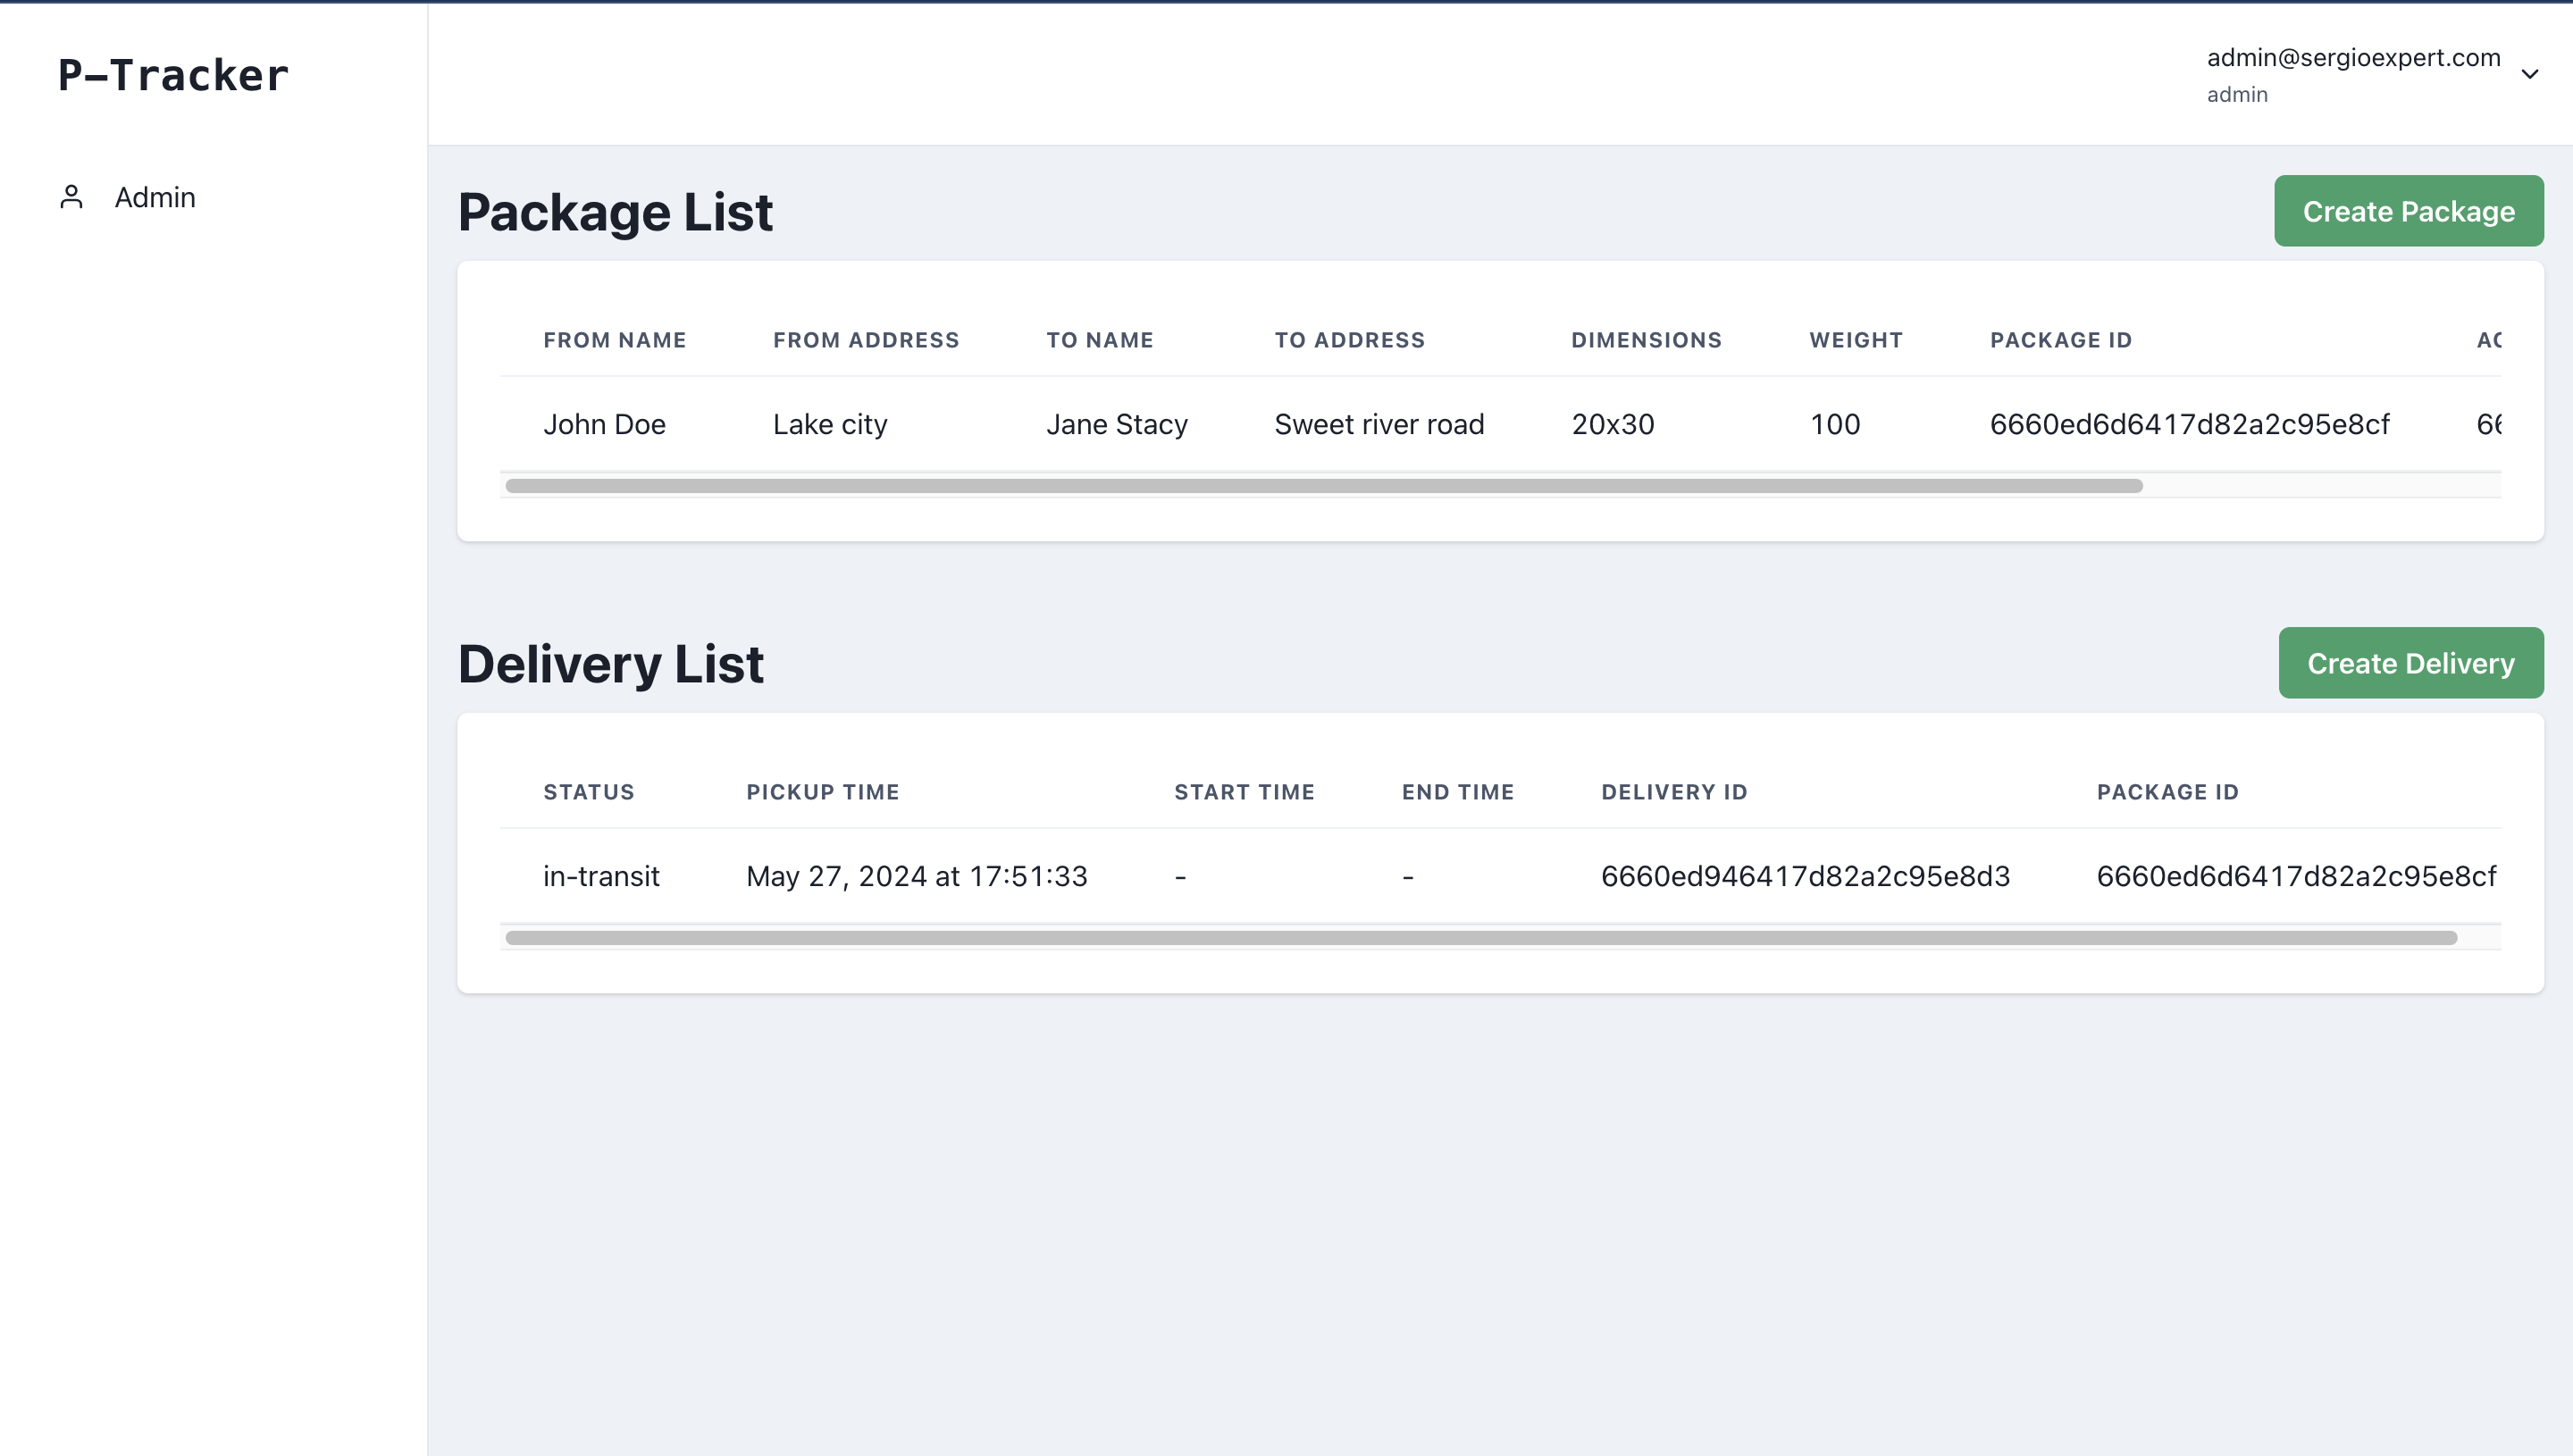 P-Tracker
admin@sergioexpert.com
admin
Admin
Package List
Create Package
FROM NAME FROM ADDRESS TO NAME TO ADDRESS DIMENSIONS WEIGHT PACKAGE ID
John Doe Lake city Jane Stacy Sweet river road 20x30 100 6660ed6d6417d82a2c95e8cf
Delivery List
Create Delivery
STATUS PICKUP TIME START TIME END TIME DELIVERY ID PACKAGE ID
in-transit May 27, 2024 at 17:51:33 - - 6660ed946417d82a2c95e8d3 6660ed6d6417d82a2c95e8cf